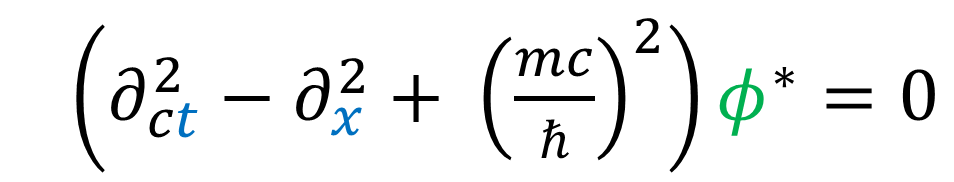 (∂²_{ct} − ∂²_x + (mc/ℏ)²) ϕ* = 0